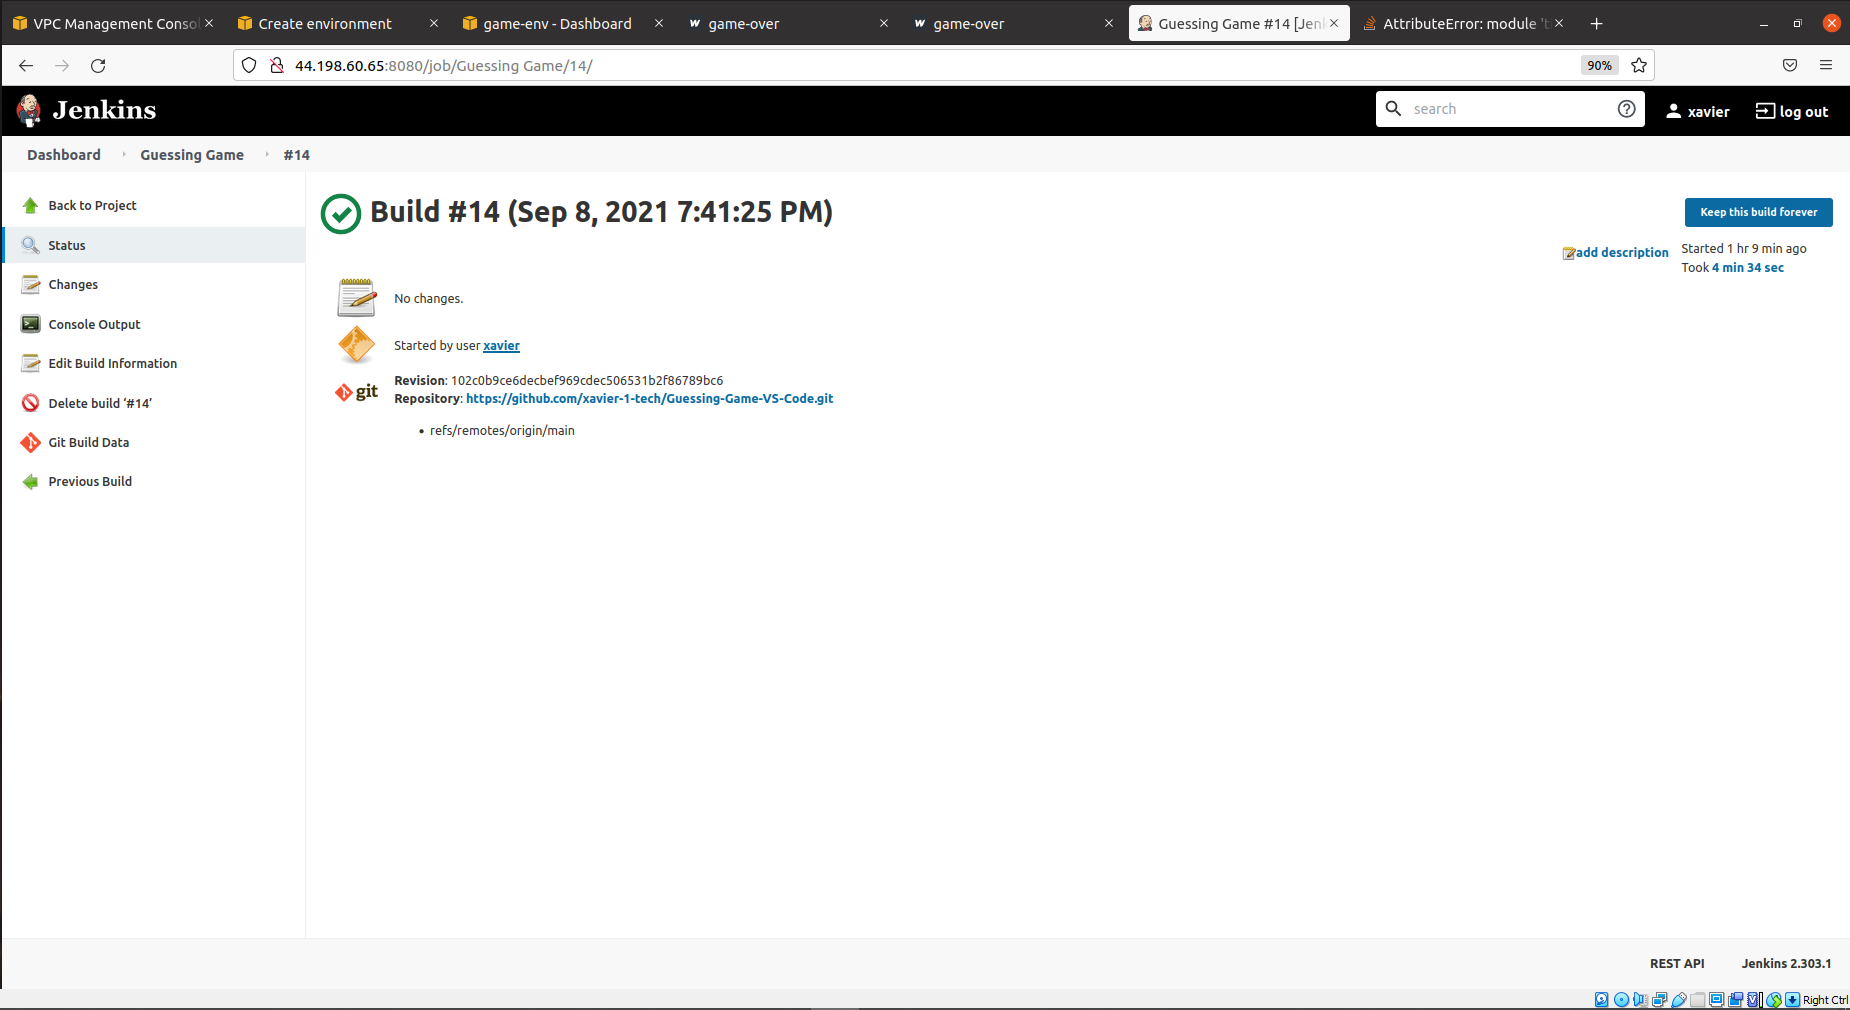 VPC Management Consol
Create environment
game-env - Dashboard
game-over
game-over
Guessing Game #14 [Jenk
AttributeError: module 't
44.198.60.65:8080/job/Guessing Game/14/
90%
Jenkins
search
xavier
log out
Dashboard
Guessing Game
#14
Back to Project
Status
Changes
Console Output
Edit Build Information
Delete build ‘#14’
Git Build Data
Previous Build
Build #14 (Sep 8, 2021 7:41:25 PM)
Keep this build forever
add description
Started 1 hr 9 min ago
Took 4 min 34 sec
No changes.
Started by user xavier
git
Revision: 102c0b9ce6decbef969cdec506531b2f86789bc6
Repository: https://github.com/xavier-1-tech/Guessing-Game-VS-Code.git
• refs/remotes/origin/main
REST API
Jenkins 2.303.1
Right Ctrl